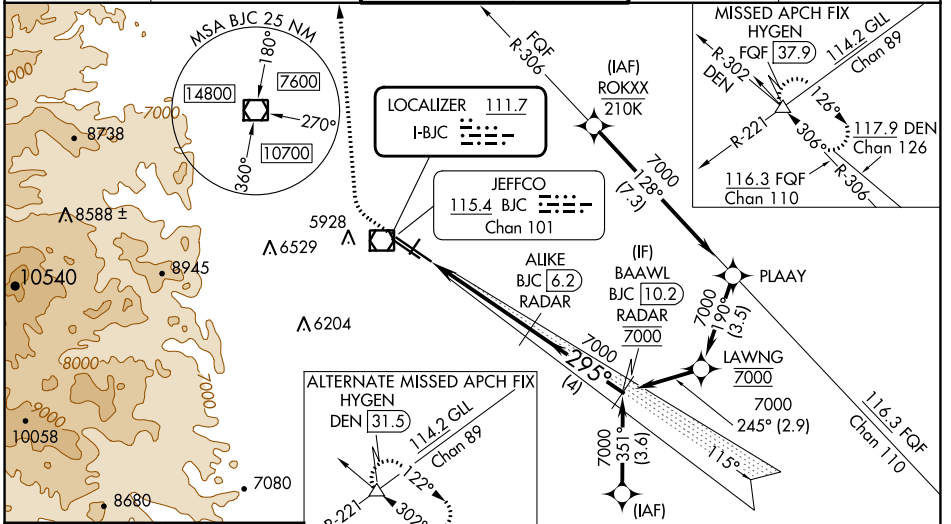 MSA BJC 25 NM
180°
14800
7600
270°
10700
360°
7000
8738
8588 ±
10540
8945
6529
5928
6204
8000
7000
9000
10058
8680
7080
LOCALIZER 111.7
I-BJC
JEFFCO
115.4 BJC
Chan 101
FQF
R-306
(IAF)
ROKXX
210K
7000
128°
(7.3)
PLAAY
7000
190°
(3.5)
LAWNG
7000
7000
245° (2.9)
ALIKE
BJC 6.2
RADAR
(IF)
BAAWL
BJC 10.2
RADAR
7000
7000
295°
(4)
7000
351°
(3.6)
(IAF)
115°
116.3 FQF
Chan 110
MISSED APCH FIX
HYGEN
FQF 37.9
114.2 GLL
Chan 89
R-302
DEN
126°
R-221
306°
117.9 DEN
Chan 126
116.3 FQF
Chan 110
R-306
ALTERNATE MISSED APCH FIX
HYGEN
DEN 31.5
114.2 GLL
Chan 89
122°
R-221
302°